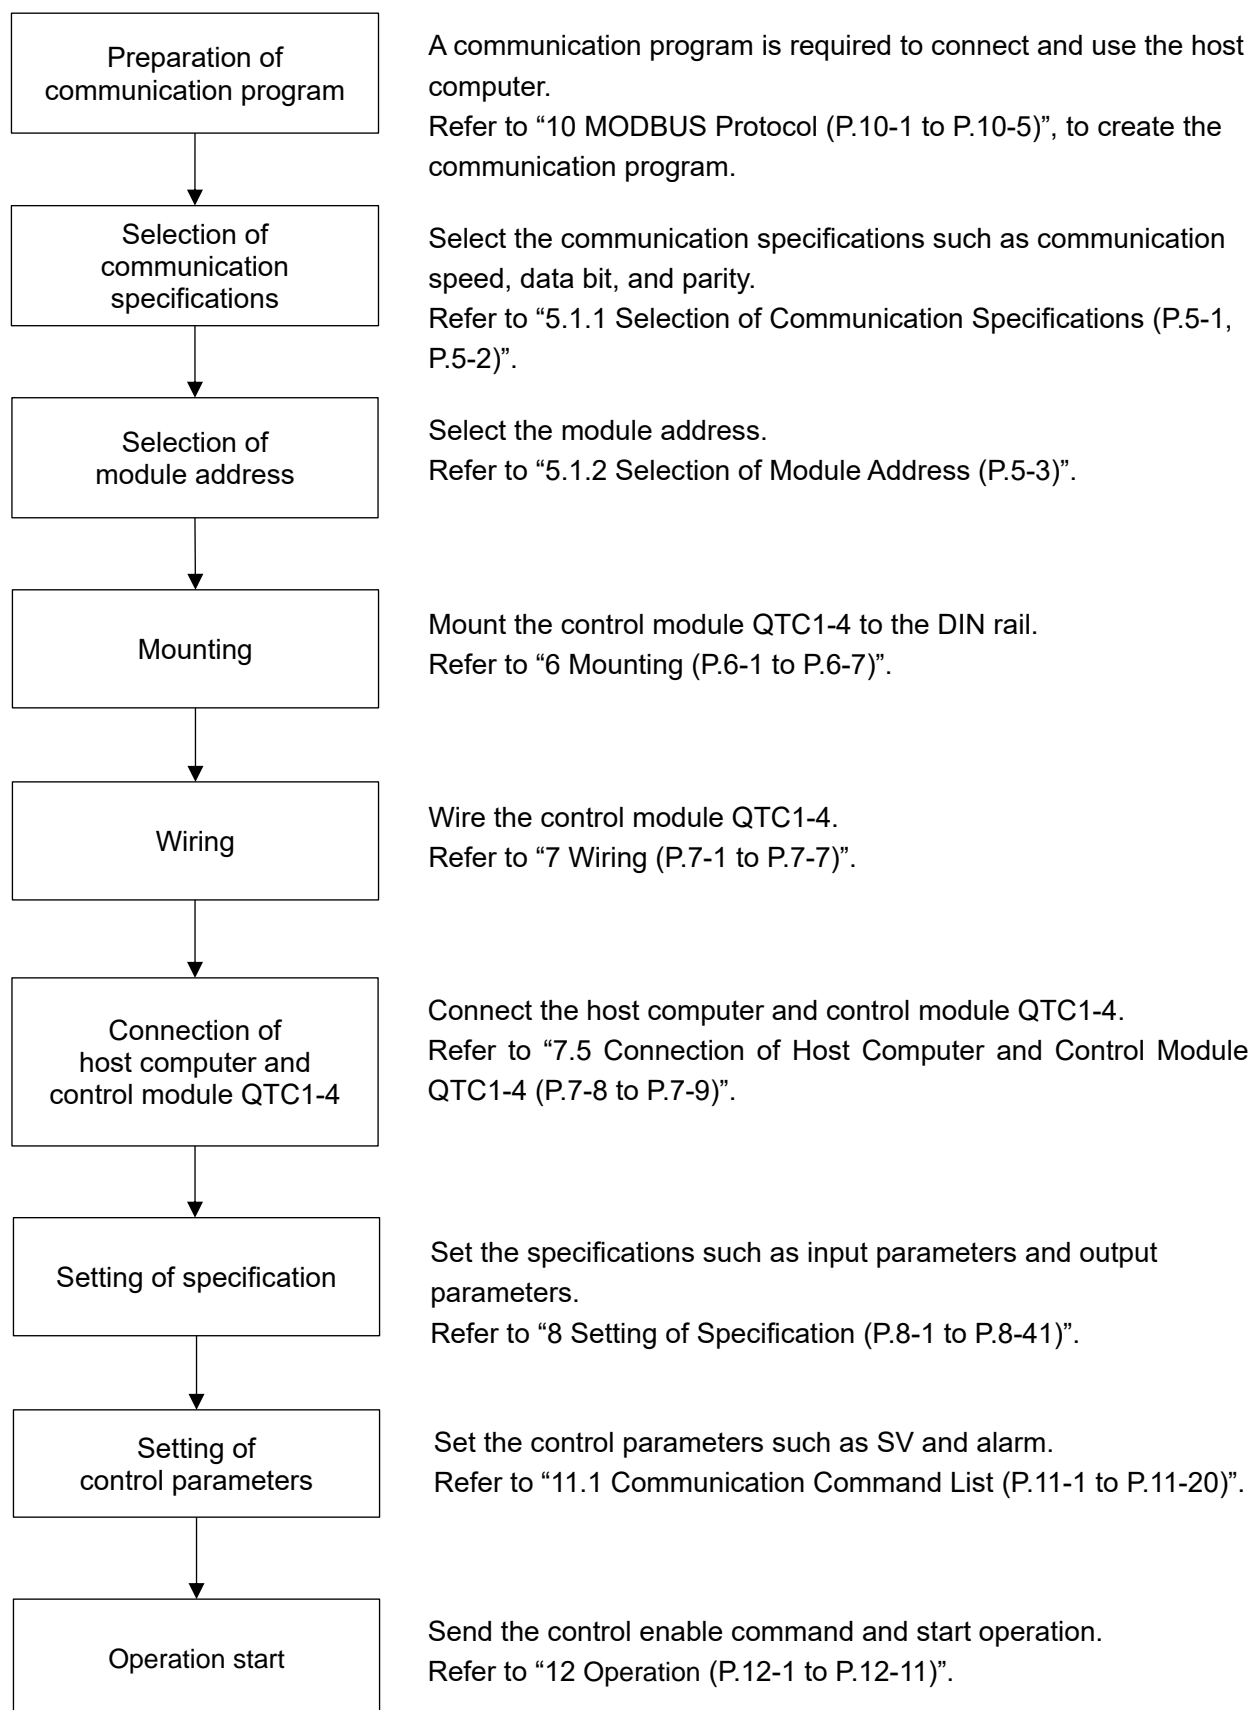 Preparation of
communication program
A communication program is required to connect and use the host
computer.
Refer to “10 MODBUS Protocol (P.10-1 to P.10-5)”, to create the
communication program.
Selection of
communication
specifications
Select the communication specifications such as communication
speed, data bit, and parity.
Refer to “5.1.1 Selection of Communication Specifications (P.5-1,
P.5-2)”.
Selection of
module address
Select the module address.
Refer to “5.1.2 Selection of Module Address (P.5-3)”.
Mounting
Mount the control module QTC1-4 to the DIN rail.
Refer to “6 Mounting (P.6-1 to P.6-7)”.
Wiring
Wire the control module QTC1-4.
Refer to “7 Wiring (P.7-1 to P.7-7)”.
Connection of
host computer and
control module QTC1-4
Connect the host computer and control module QTC1-4.
Refer to “7.5 Connection of Host Computer and Control Module
QTC1-4 (P.7-8 to P.7-9)”.
Setting of specification
Set the specifications such as input parameters and output
parameters.
Refer to “8 Setting of Specification (P.8-1 to P.8-41)”.
Setting of
control parameters
Set the control parameters such as SV and alarm.
Refer to “11.1 Communication Command List (P.11-1 to P.11-20)”.
Operation start
Send the control enable command and start operation.
Refer to “12 Operation (P.12-1 to P.12-11)”.